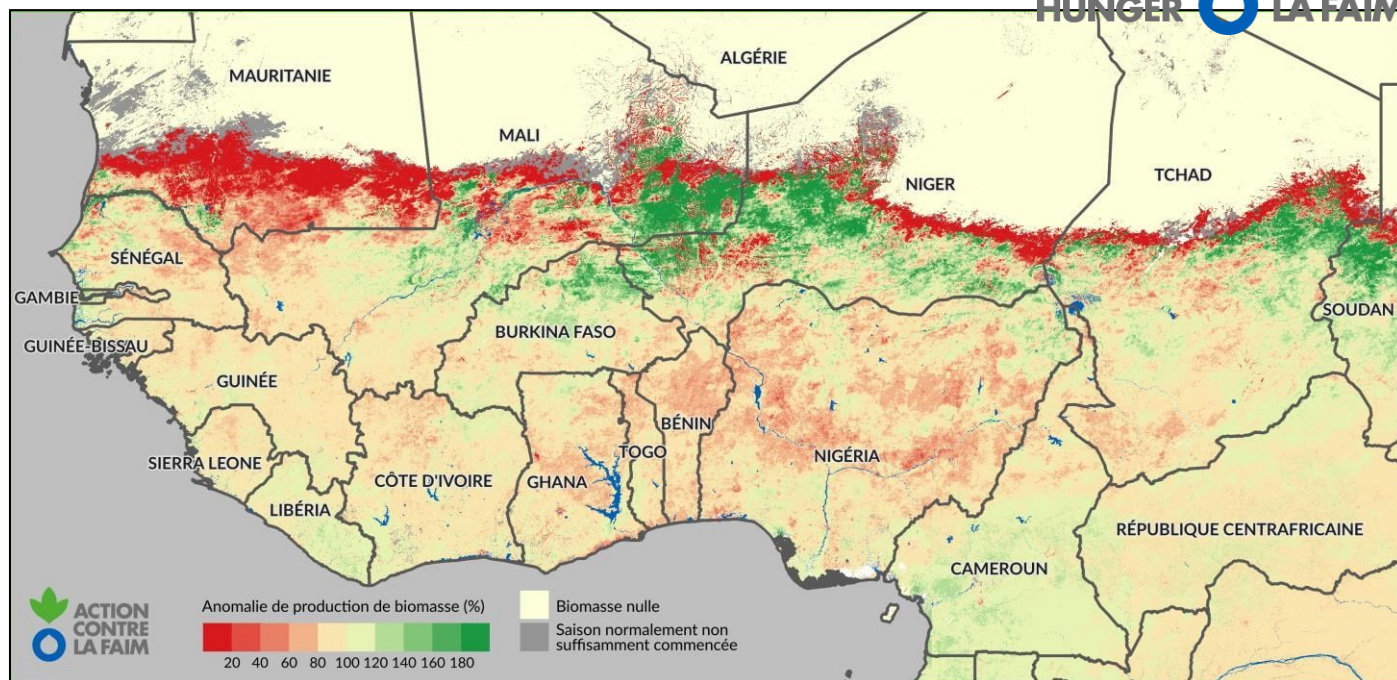 HUNGER LA FAIM
ALGÉRIE
MAURITANIE
MALI
NIGER
TCHAD
SÉNÉGAL
GAMBIE
SOUDAN
GUINÉE-BISSAU
BURKINA FASO
GUINÉE
BÉNIN
TOGO
NIGÉRIA
SIERRA LEONE
CÔTE D'IVOIRE
GHANA
LIBÉRIA
RÉPUBLIQUE CENTRAFRICAINE
CAMEROUN
ACTION
CONTRE
LA FAIM
Anomalie de production de biomasse (%)
20 40 60 80 100 120 140 160 180
Biomasse nulle
Saison normalement non
suffisamment commencée